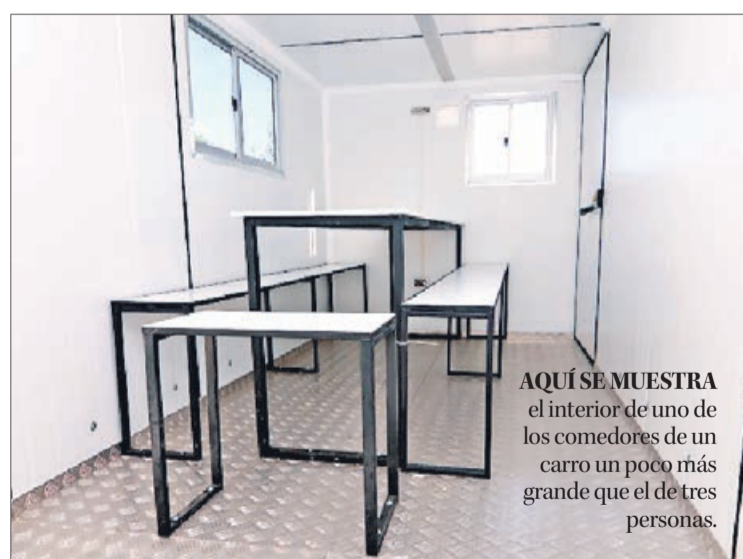 AQUÍ SE MUESTRA
el interior de uno de
los comedores de un
carro un poco más
grande que el de tres
personas.